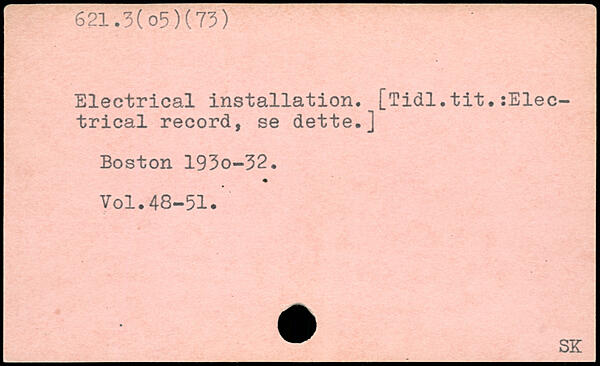 621.3(o5)(73)
Electrical installation. [Tidl.tit.:Elec-
trical record, se dette.]
Boston 193o-32.
Vol.48-51.
SK